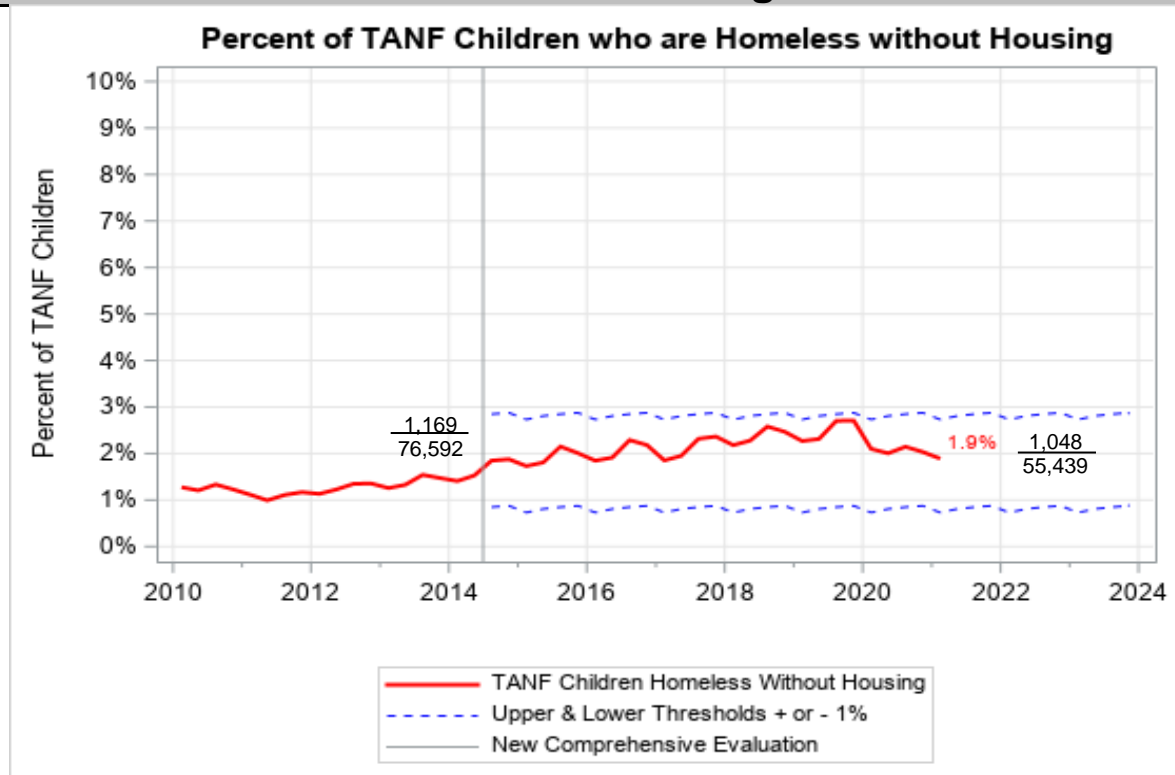 Percent of TANF Children who are Homeless without Housing
Percent of TANF Children
10%
9%
8%
7%
6%
5%
4%
3%
2%
1%
0%
1,169
76,592
1.9%
1,048
55,439
2010 2012 2014 2016 2018 2020 2022 2024
TANF Children Homeless Without Housing
Upper & Lower Thresholds + or - 1%
New Comprehensive Evaluation